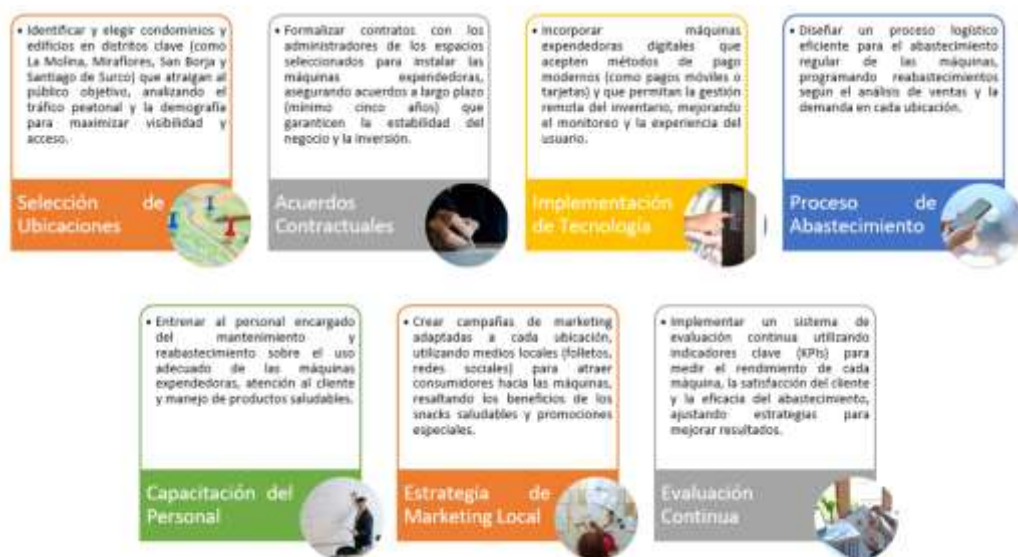 • Identificar y elegir condominios y
edificios en distritos clave (como
La Molina, Miraflores, San Borja y
Santiago de Surco) que atraigan al
público objetivo, analizando el
tráfico peatonal y la demografía
para maximizar visibilidad y
acceso.
Selección de
Ubicaciones
• Formalizar contratos con los
administradores de los espacios
seleccionados para instalar las
máquinas expendedoras,
asegurando acuerdos a largo plazo
(mínimo cinco años) que
garanticen la estabilidad del
negocio y la inversión.
Acuerdos
Contractuales
• Incorporar máquinas
expendedoras digitales que
acepten métodos de pago
modernos (como pagos móviles o
tarjetas) y que permitan la gestión
remota del inventario, mejorando
el monitoreo y la experiencia del
usuario.
Implementación
de Tecnología
• Diseñar un proceso logístico
eficiente para el abastecimiento
regular de las máquinas,
programando reabastecimientos
según el análisis de ventas y la
demanda en cada ubicación.
Proceso de
Abastecimiento
• Entrenar al personal encargado
del mantenimiento y
reabastecimiento sobre el uso
adecuado de las máquinas
expendedoras, atención al cliente
y manejo de productos saludables.
Capacitación del
Personal
• Crear campañas de marketing
adaptadas a cada ubicación,
utilizando medios locales (folletos,
redes sociales) para atraer
consumidores hacia las máquinas,
resaltando los beneficios de los
snacks saludables y promociones
especiales.
Estrategia de
Marketing Local
• Implementar un sistema de
evaluación continua utilizando
indicadores clave (KPIs) para
medir el rendimiento de cada
máquina, la satisfacción del cliente
y la eficacia del abastecimiento,
ajustando estrategias para
mejorar resultados.
Evaluación
Continua